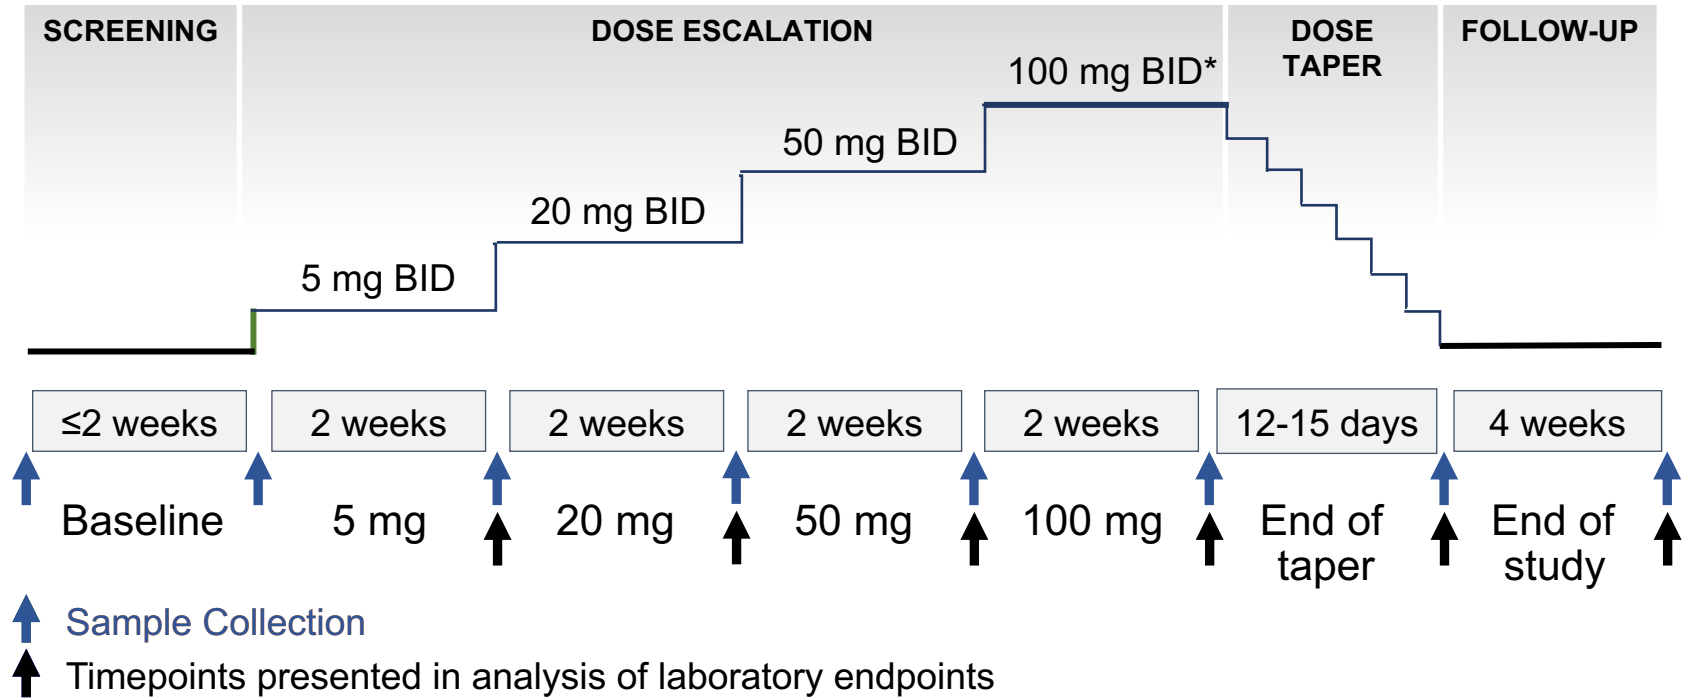 SCREENING
DOSE ESCALATION
DOSE
TAPER
FOLLOW-UP
100 mg BID*
50 mg BID
20 mg BID
5 mg BID
≤2 weeks
2 weeks
2 weeks
2 weeks
2 weeks
12-15 days
4 weeks
Baseline
5 mg
20 mg
50 mg
100 mg
End of
taper
End of
study
Sample Collection
Timepoints presented in analysis of laboratory endpoints